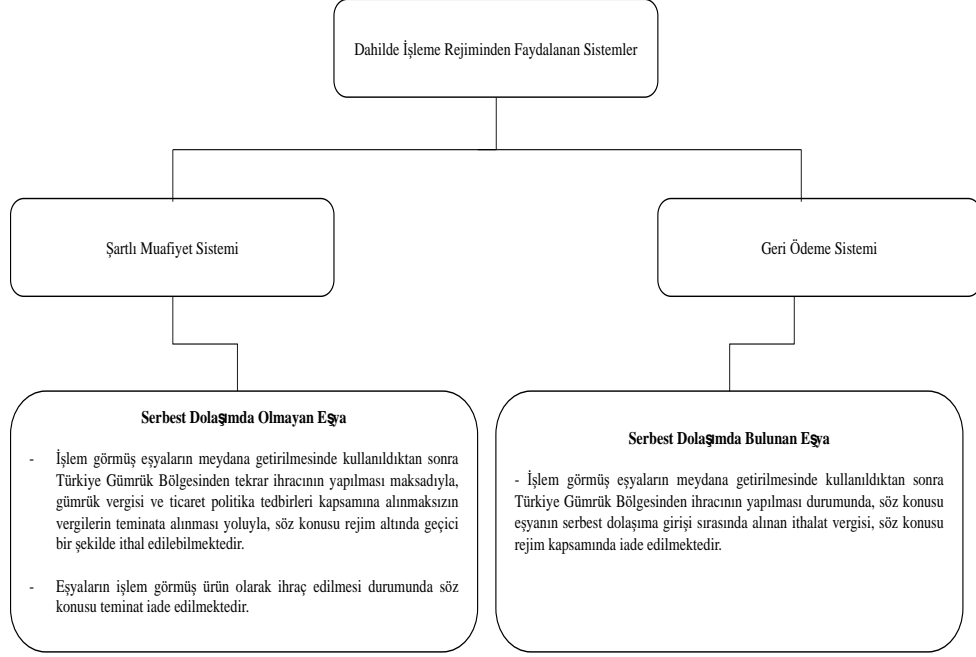 Dahilde İşleme Rejiminden Faydalanan Sistemler
Şartlı Muafiyet Sistemi
Geri Ödeme Sistemi
Serbest Dolaşımda Olmayan Eşya
- İşlem görmüş eşyaların meydana getirilmesinde kullanıldıktan sonra
Türkiye Gümrük Bölgesinden tekrar ihracının yapılması maksadıyla,
gümrük vergisi ve ticaret politika tedbirleri kapsamına alınmaksızın
vergilerin teminata alınması yoluyla, söz konusu rejim altında geçici
bir şekilde ithal edilebilmektedir.
- Eşyaların işlem görmüş ürün olarak ihraç edilmesi durumunda söz
konusu teminat iade edilmektedir.
Serbest Dolaşımda Bulunan Eşya
- İşlem görmüş eşyaların meydana getirilmesinde kullanıldıktan sonra
Türkiye Gümrük Bölgesinden ihracının yapılması durumunda, söz konusu
eşyanın serbest dolaşıma girişi sırasında alınan ithalat vergisi, söz konusu
rejim kapsamında iade edilmektedir.